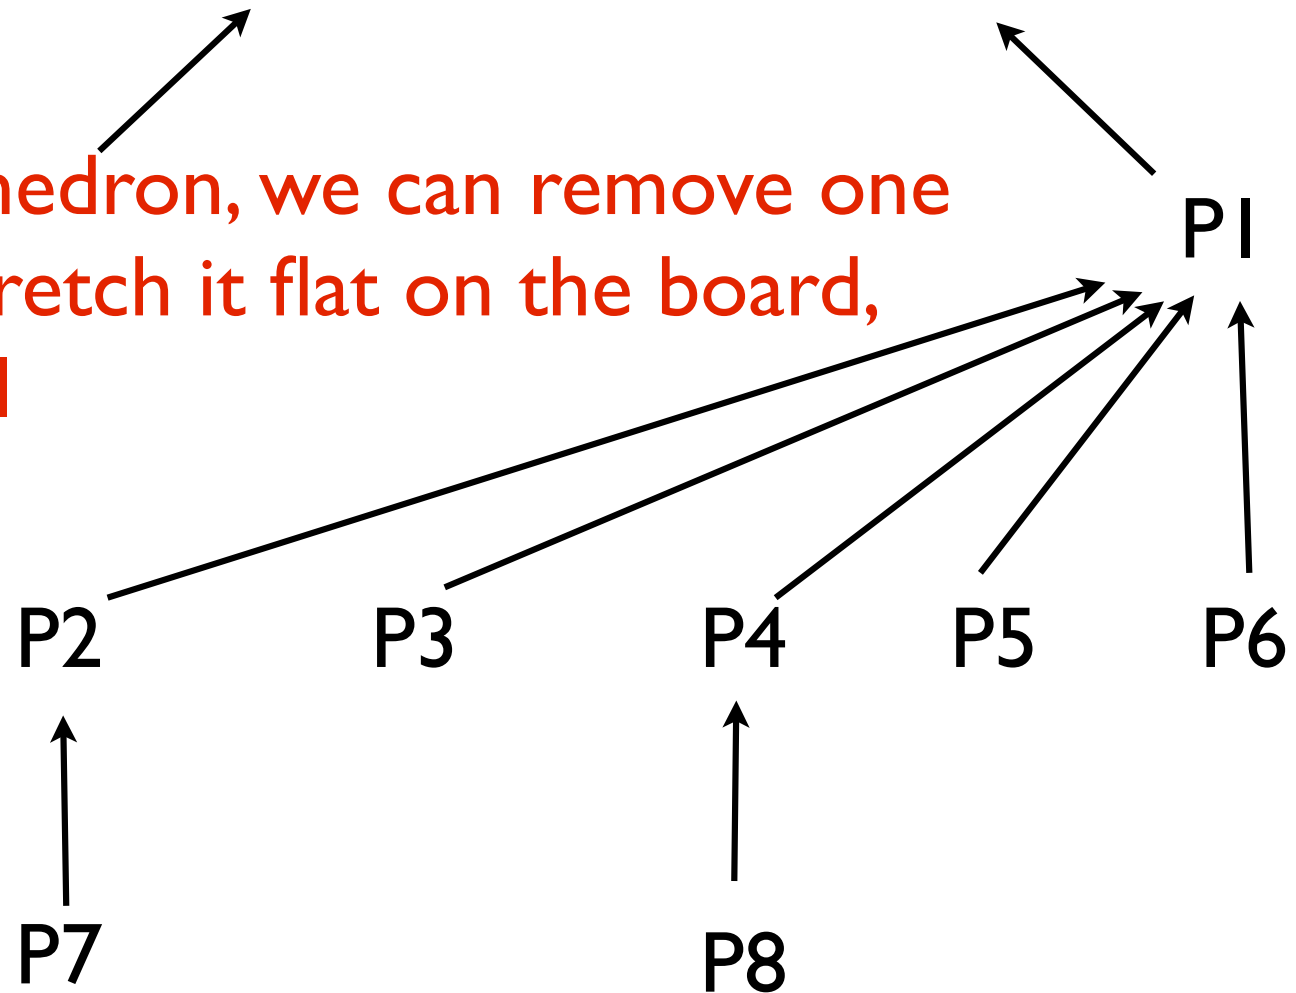 hedron, we can remove one
P1
retch it flat on the board,
P2 P3 P4 P5 P6
P7 P8